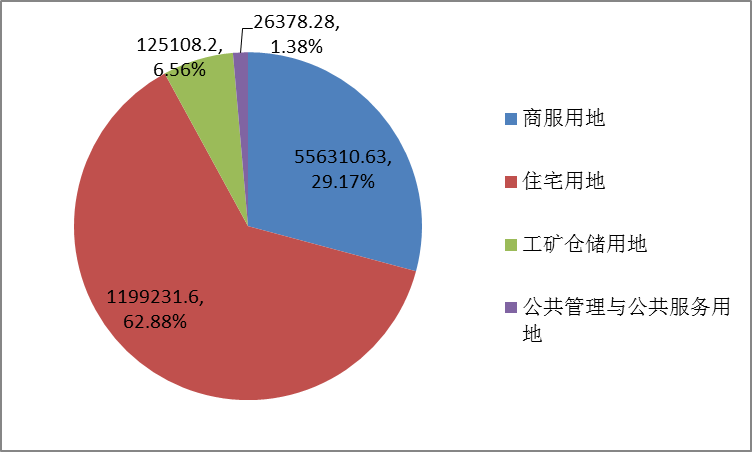 26378.28,
1.38%
125108.2,
6.56%
556310.63,
29.17%
1199231.6,
62.88%
商服用地
住宅用地
工矿仓储用地
公共管理与公共服务用
地